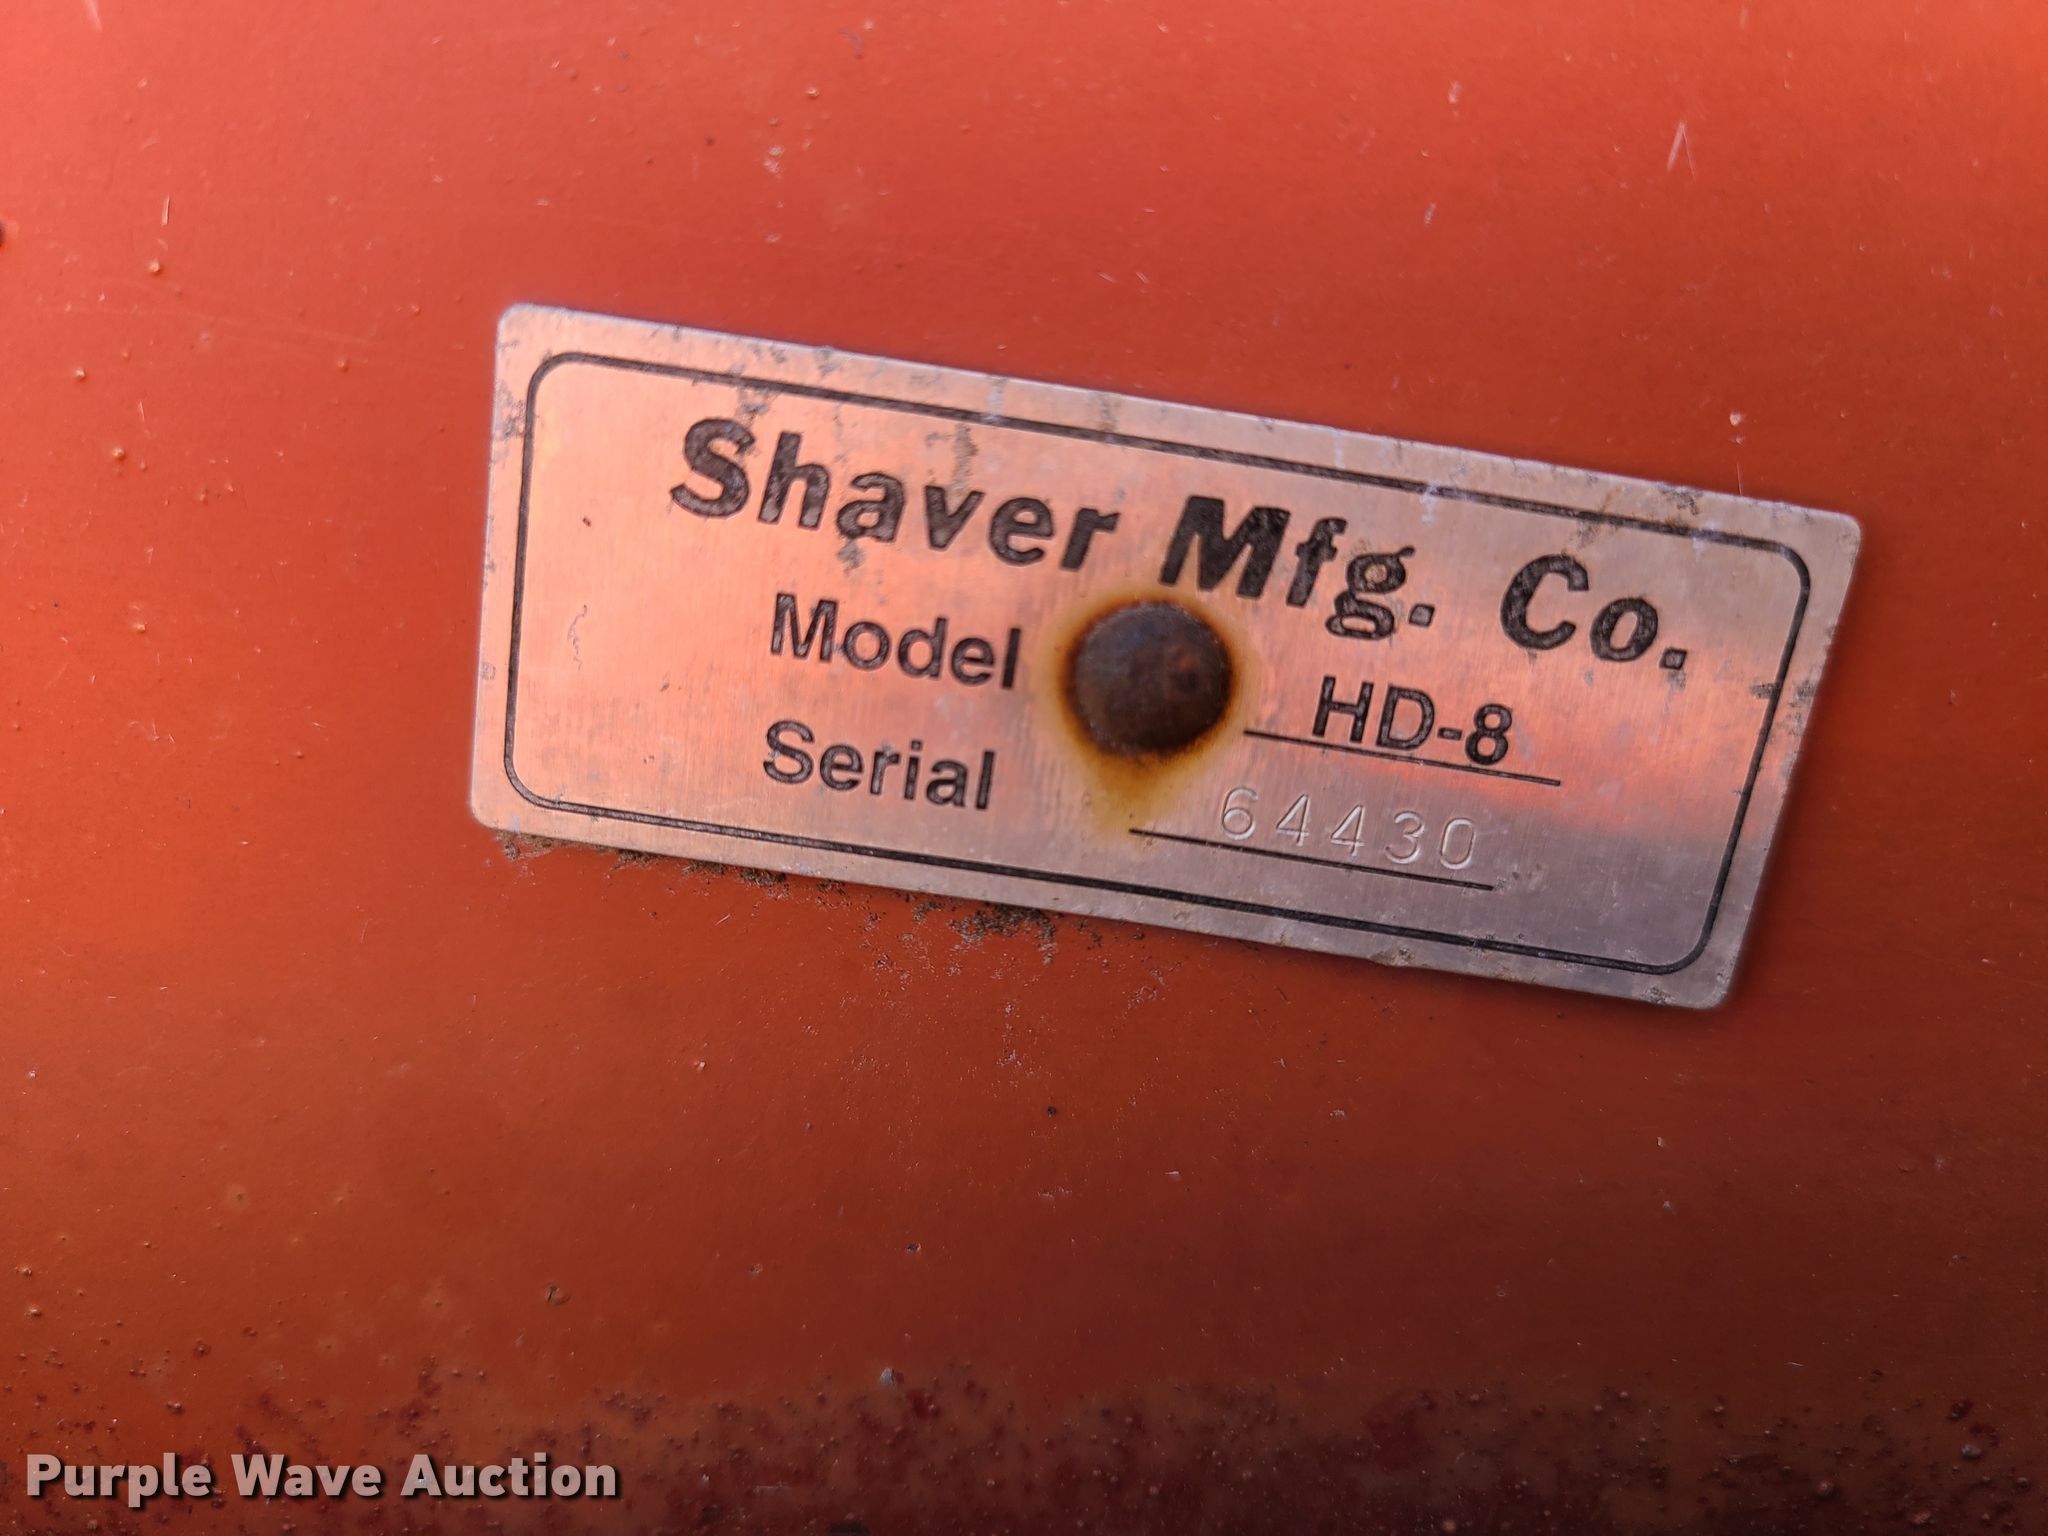 Shaver Mfg. Co.
Model HD-8
Serial 64430
Purple Wave Auction